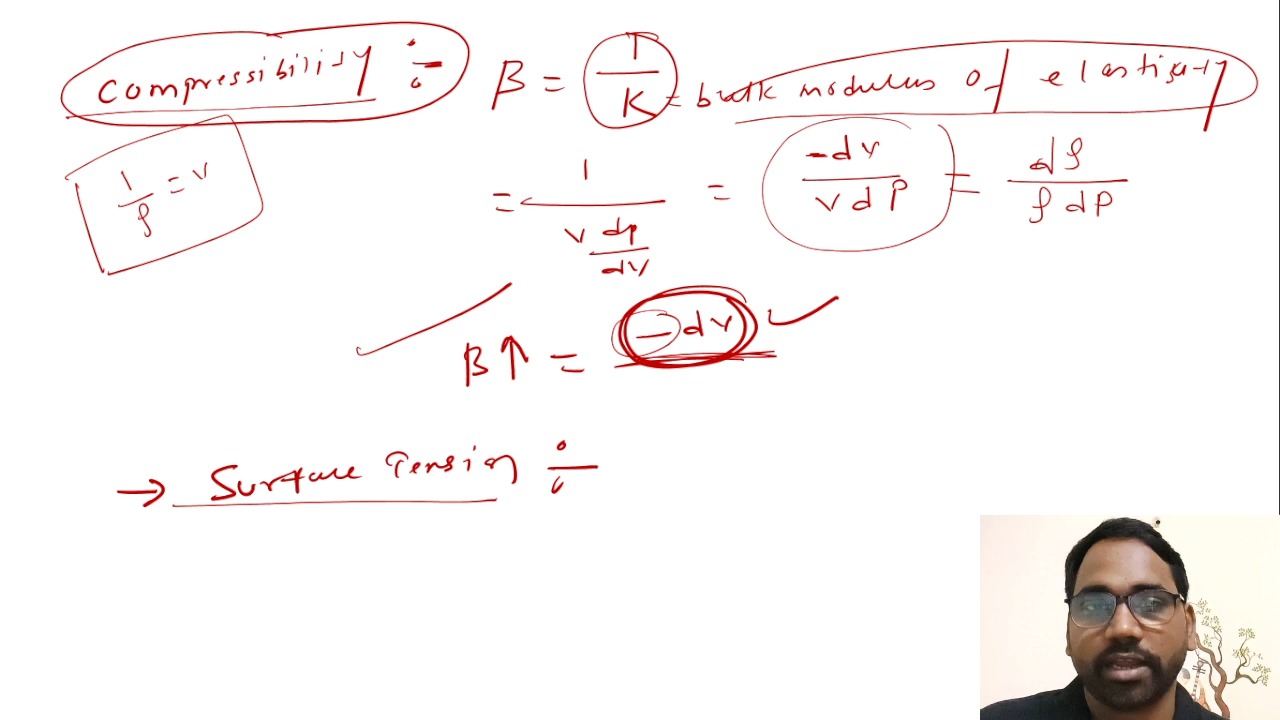 compressibility ÷ β = 1/K = bulk modulus of elasticity
1/ρ = v
= 1/(v dp/dv) = -dv/(v dP) = dρ/(ρ dP)
β↑ = -dv ✓
→ Surface Tension ÷